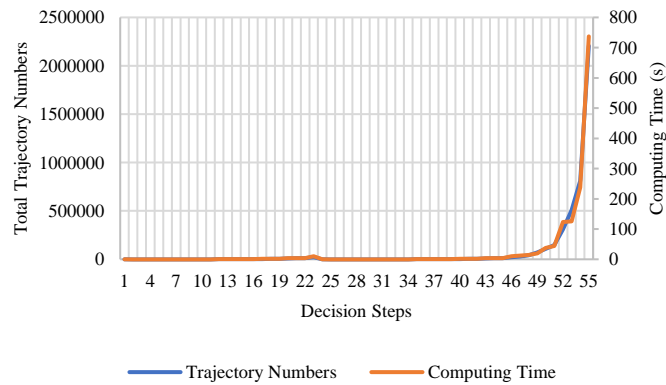 Total Trajectory Numbers
2500000
2000000
1500000
1000000
500000
0
800
700
600
500
400
300
200
100
0
Computing Time (s)
1 4 7 10 13 16 19 22 25 28 31 34 37 40 43 46 49 52 55
Decision Steps
Trajectory Numbers
Computing Time